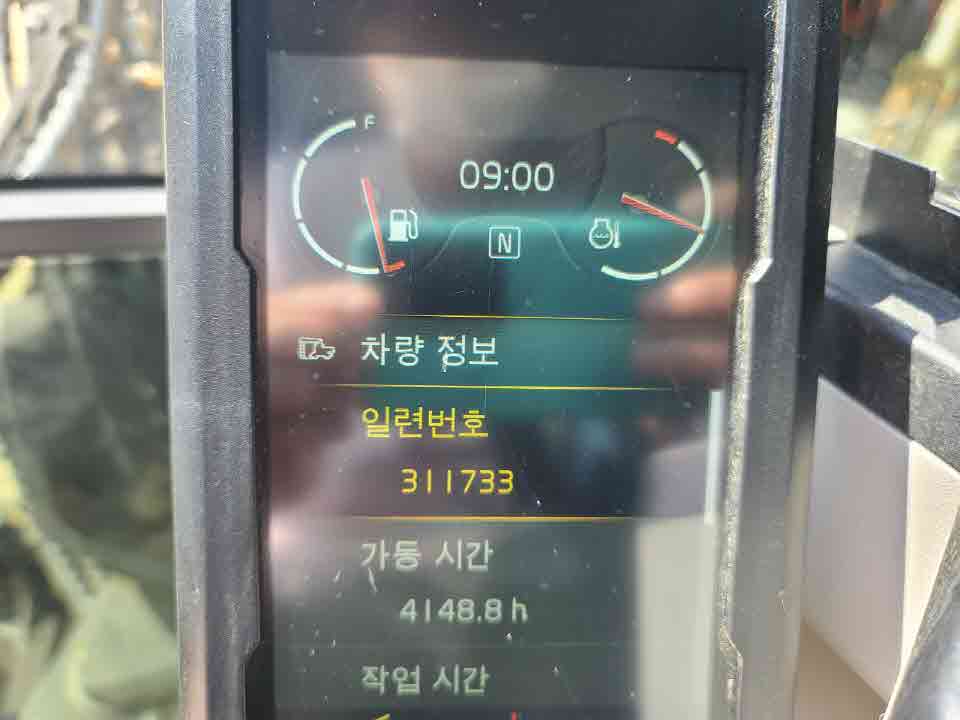 F
09:00
N
차량 정보
일련번호
311733
가동 시간
4148.8 h
작업 시간